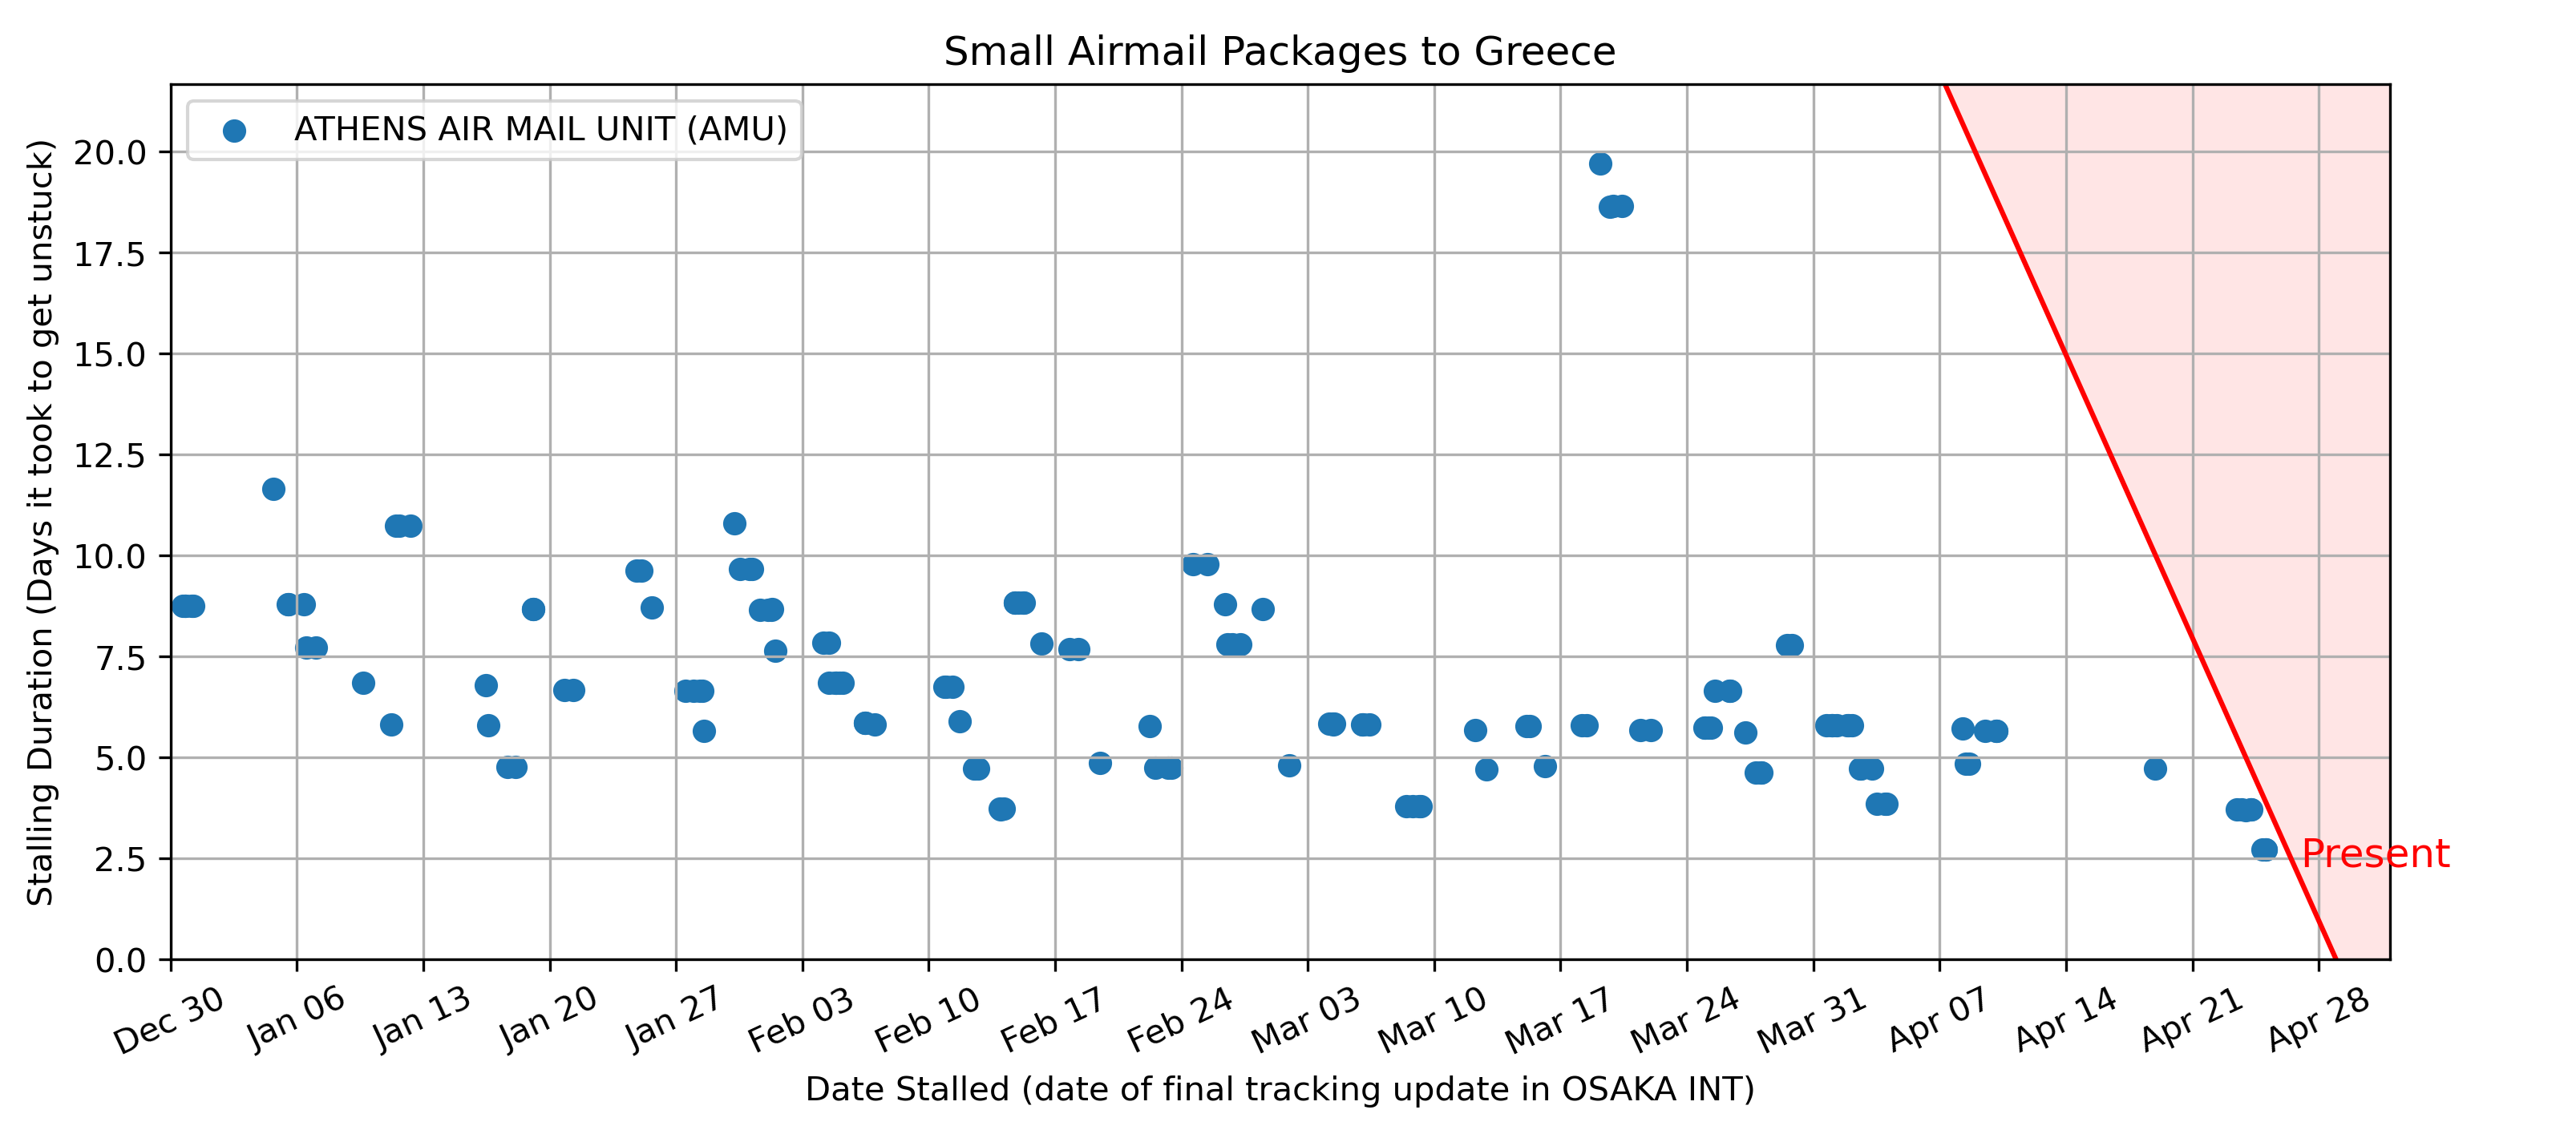 Small Airmail Packages to Greece
ATHENS AIR MAIL UNIT (AMU)
Stalling Duration (Days it took to get unstuck)
20.0
17.5
15.0
12.5
10.0
7.5
5.0
2.5
0.0
Present
Dec 30
Jan 06
Jan 13
Jan 20
Jan 27
Feb 03
Feb 10
Feb 17
Feb 24
Mar 03
Mar 10
Mar 17
Mar 24
Mar 31
Apr 07
Apr 14
Apr 21
Apr 28
Date Stalled (date of final tracking update in OSAKA INT)